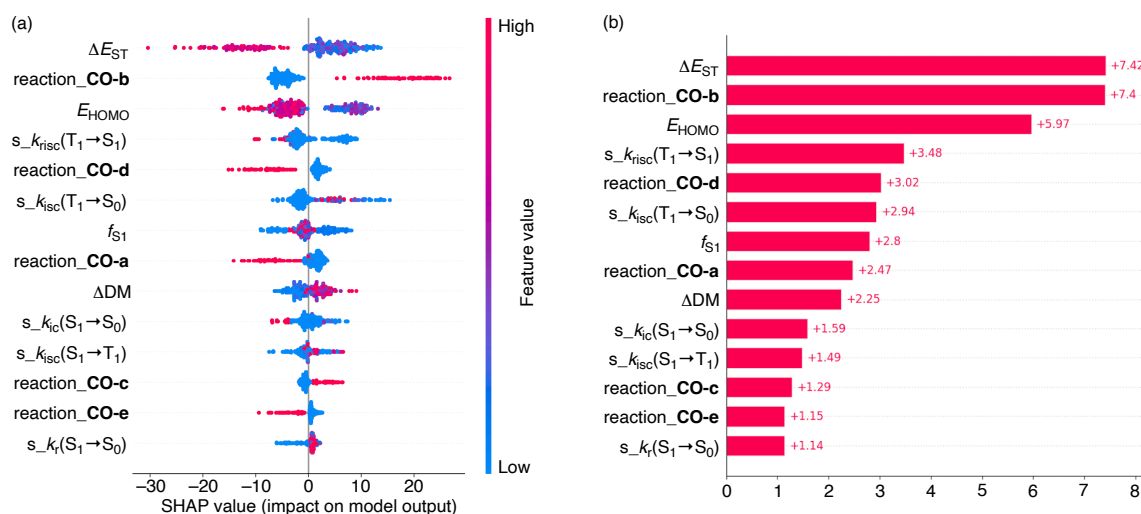 (a)
High
ΔE_ST
reaction_CO-b
E_HOMO
s_k_risc(T₁→S₁)
reaction_CO-d
s_k_isc(T₁→S₀)
f_S1
reaction_CO-a
ΔDM
s_k_ic(S₁→S₀)
s_k_isc(S₁→T₁)
reaction_CO-c
reaction_CO-e
s_k_r(S₁→S₀)
Feature value
Low
−30 −20 −10 0 10 20
SHAP value (impact on model output)
(b)
ΔE_ST +7.42
reaction_CO-b +7.4
E_HOMO +5.97
s_k_risc(T₁→S₁) +3.48
reaction_CO-d +3.02
s_k_isc(T₁→S₀) +2.94
f_S1 +2.8
reaction_CO-a +2.47
ΔDM +2.25
s_k_ic(S₁→S₀) +1.59
s_k_isc(S₁→T₁) +1.49
reaction_CO-c +1.29
reaction_CO-e +1.15
s_k_r(S₁→S₀) +1.14
0 1 2 3 4 5 6 7 8